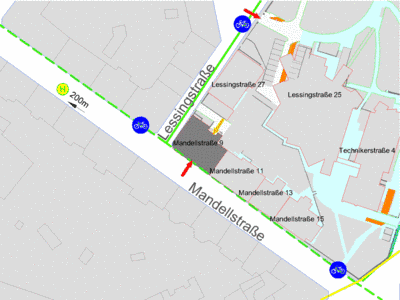 Lessingstraße 27
Lessingstraße 25
H
200m
Lessingstraße
Mandellstraße 9
Technikerstraße 4
Mandellstraße 11
Mandellstraße 13
Mandellstraße
Mandellstraße 15